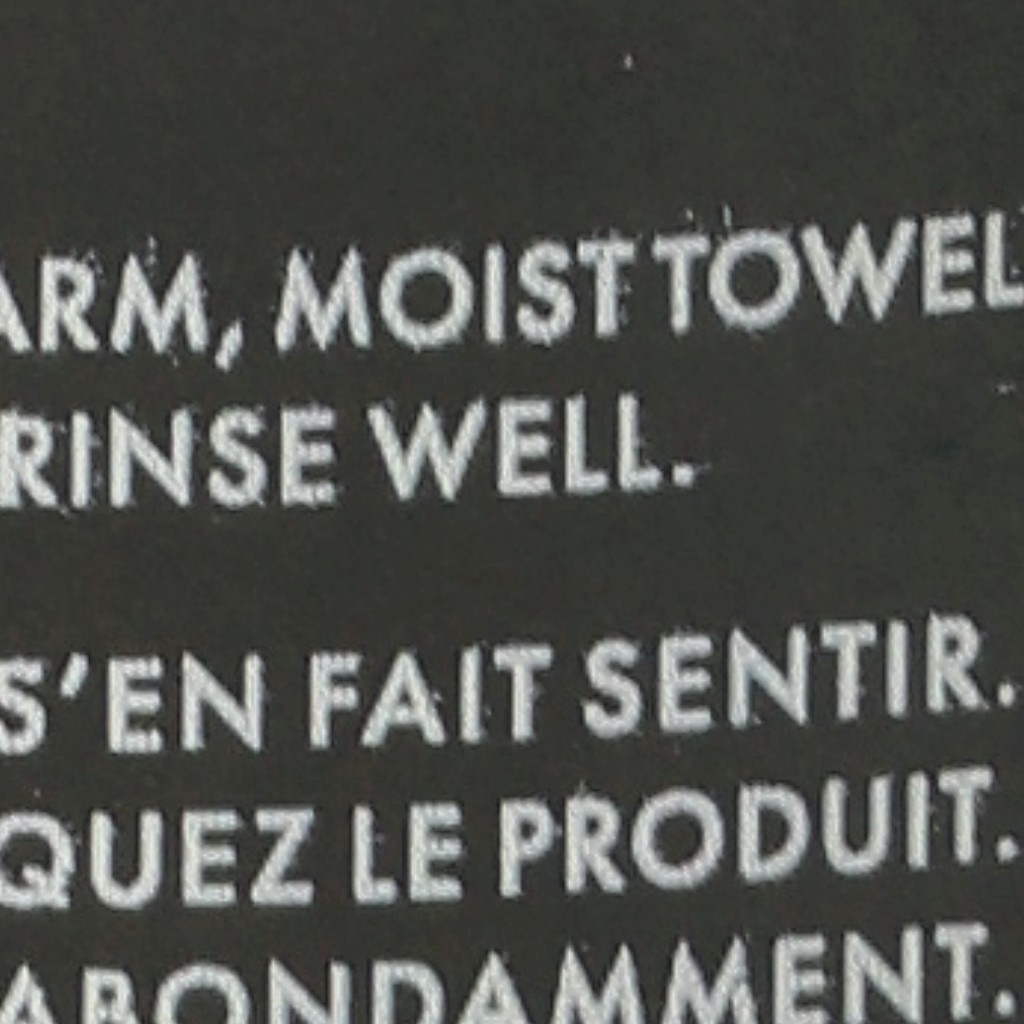 ARM, MOIST TOWEL
RINSE WELL.
S'EN FAIT SENTIR.
QUEZ LE PRODUIT.
ABONDAMMENT.